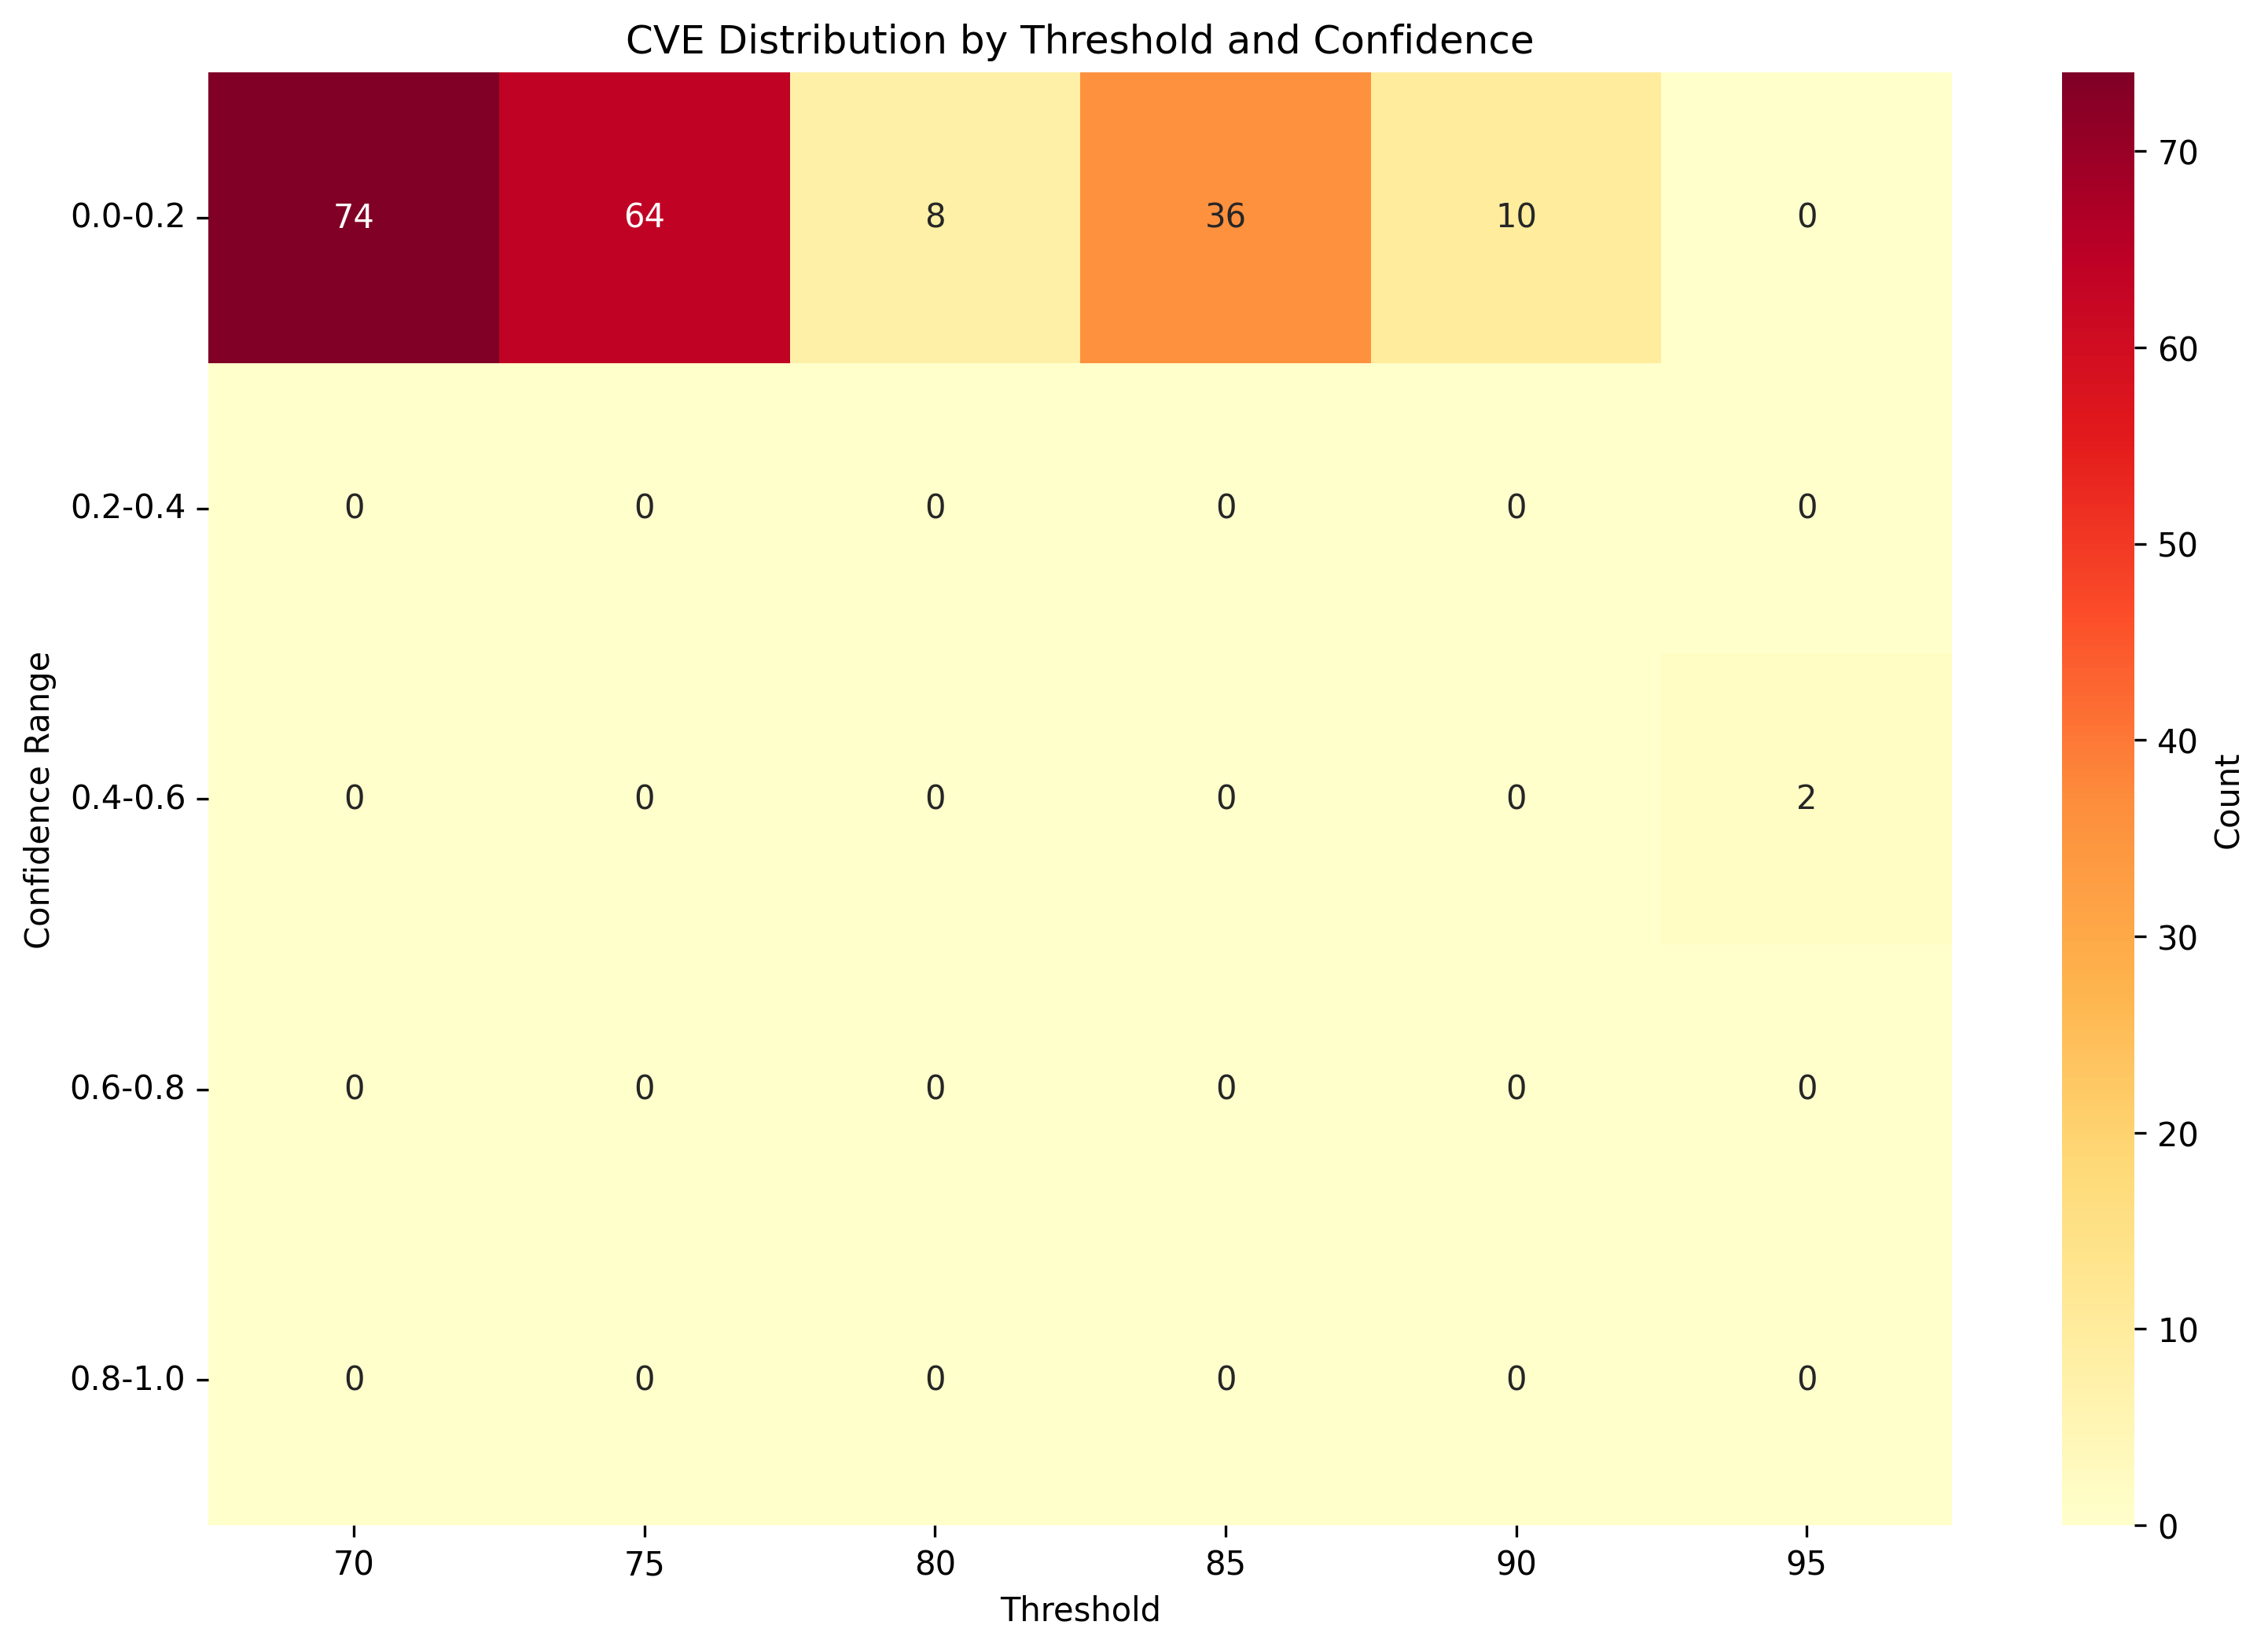 CVE Distribution by Threshold and Confidence
Confidence Range
0.0-0.2 74 64 8 36 10 0
0.2-0.4 0 0 0 0 0 0
0.4-0.6 0 0 0 0 0 2
0.6-0.8 0 0 0 0 0 0
0.8-1.0 0 0 0 0 0 0
70 75 80 85 90 95
Threshold
70
60
50
40
30
20
10
0
Count